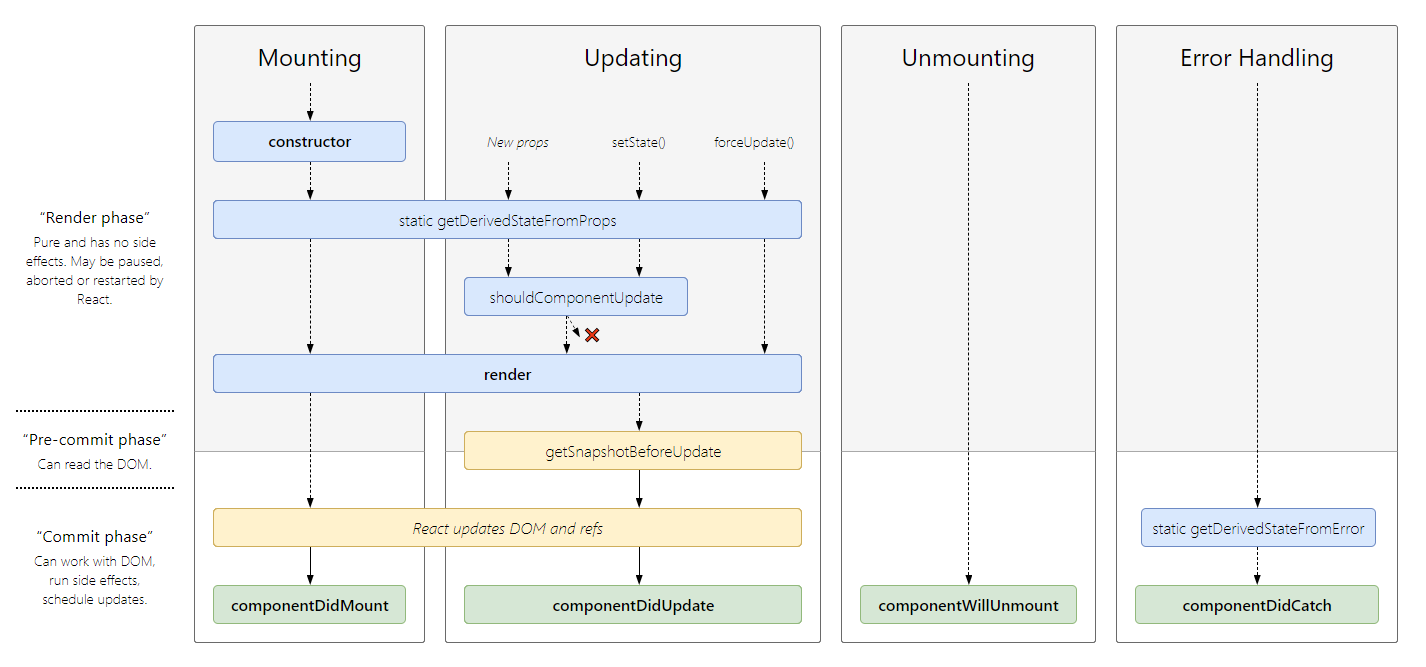 Mounting
Updating
Unmounting
Error Handling
constructor
New props
setState()
forceUpdate()
“Render phase”
Pure and has no side
effects. May be paused,
aborted or restarted by
React.
static getDerivedStateFromProps
shouldComponentUpdate
render
“Pre-commit phase”
Can read the DOM.
getSnapshotBeforeUpdate
“Commit phase”
Can work with DOM,
run side effects,
schedule updates.
React updates DOM and refs
static getDerivedStateFromError
componentDidMount
componentDidUpdate
componentWillUnmount
componentDidCatch